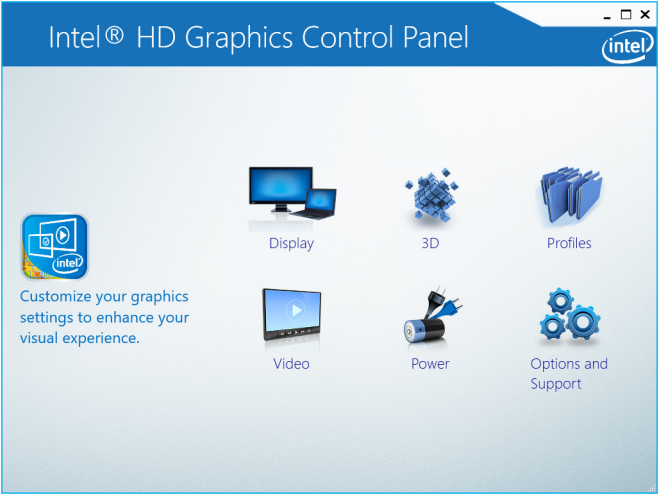 Intel® HD Graphics Control Panel
intel
Display
3D
Profiles
intel
Customize your graphics
settings to enhance your
visual experience.
Video
Power
Options and
Support